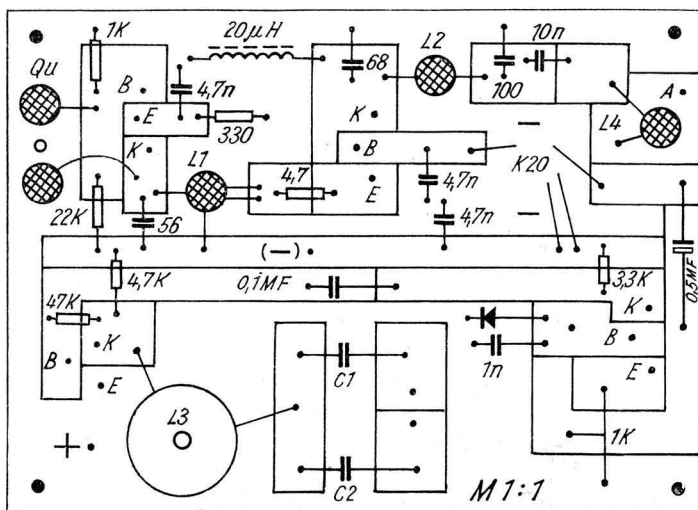 1K
20µH
L2
10n
Qu
B
4,7n
68
100
A
E
330
K
L4
K
B
K20
L1
4,7
E
4,7n
22K
56
4,7n
(—)
4,7K
0,1MF
3,3K
0,5MF
47K
K
K
B
B
E
C1
1n
E
L3
+
1K
C2
M1:1